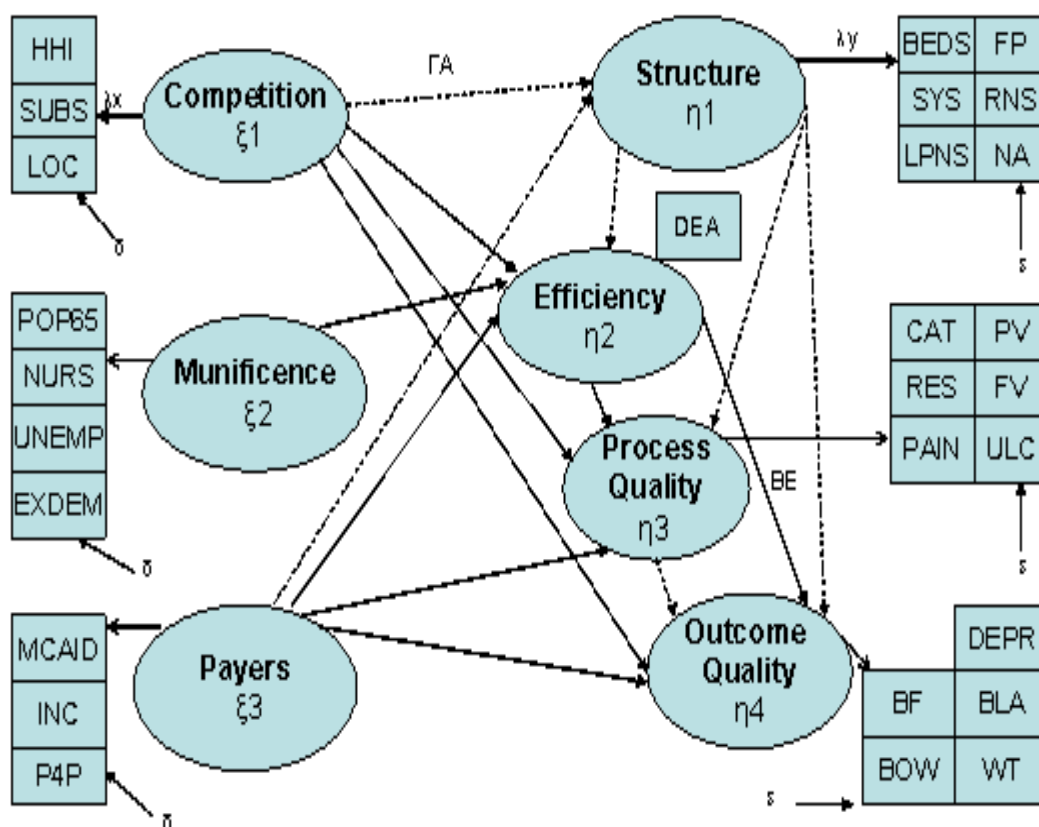 HHI
SUBS
LOC
λx
δ
Competition
ξ1
ΓA
Structure
η1
λy
BEDS FP
SYS RNS
LPNS NA
ε
DEA
Efficiency
η2
POP65
NURS
UNEMP
EXDEM
δ
Munificence
ξ2
CAT PV
RES FV
PAIN ULC
ε
Process
Quality
η3
BE
MCAID
INC
P4P
δ
Payers
ξ3
Outcome
Quality
η4
DEPR
BF BLA
BOW WT
ε